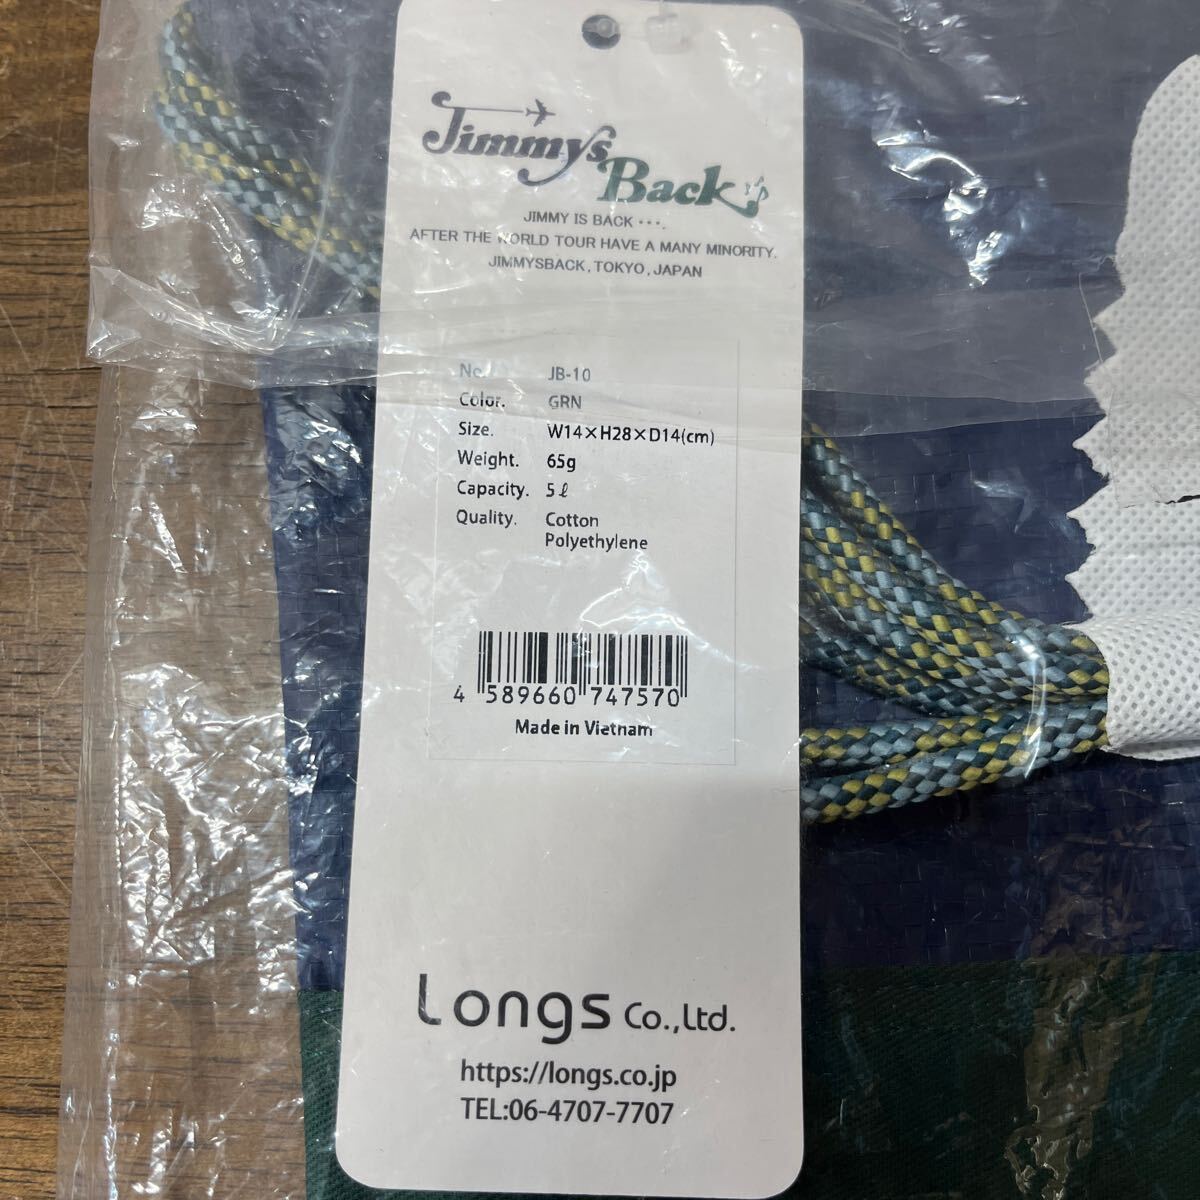 Jimmys
Back
JIMMY IS BACK ・・・.
AFTER THE WORLD TOUR HAVE A MANY MINORITY.
JIMMYSBACK, TOKYO, JAPAN
No. JB-10
Color. GRN
Size. W14×H28×D14(cm)
Weight. 65g
Capacity. 5ℓ
Quality. Cotton
Polyethylene
4 589660 747570
Made in Vietnam
Longs Co.,Ltd.
https://longs.co.jp
TEL:06-4707-7707